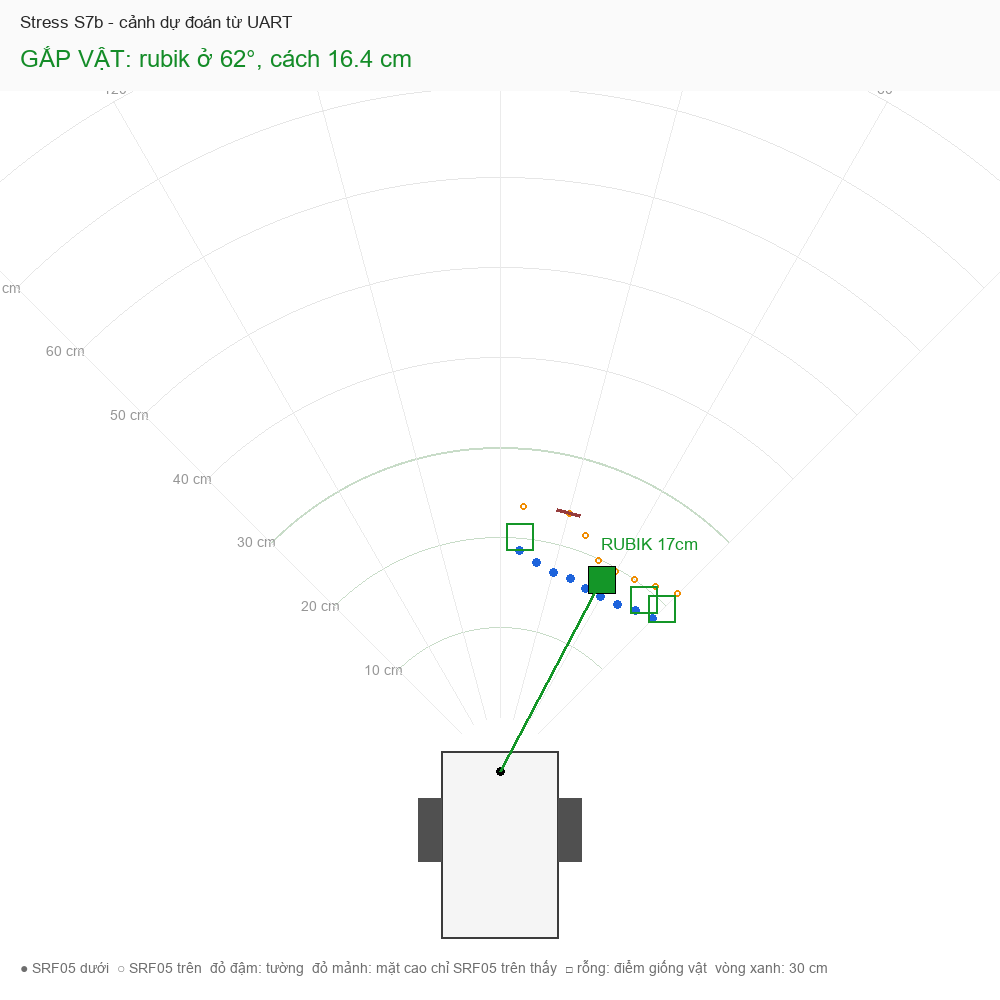 Stress S7b - cảnh dự đoán từ UART
GẮP VẬT: rubik ở 62°, cách 16.4 cm
cm
60 cm
50 cm
40 cm
30 cm
RUBIK 17cm
20 cm
10 cm
● SRF05 dưới ○ SRF05 trên đỏ đậm: tường đỏ mảnh: mặt cao chỉ SRF05 trên thấy □ rỗng: điểm giống vật vòng xanh: 30 cm